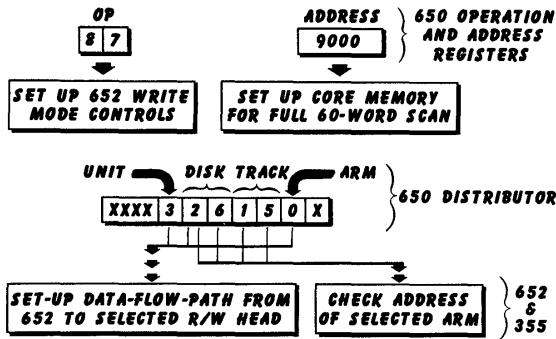 OP
8 7
SET UP 652 WRITE
MODE CONTROLS
ADDRESS
9000
SET UP CORE MEMORY
FOR FULL 60-WORD SCAN
650 OPERATION
AND ADDRESS
REGISTERS
UNIT DISK TRACK ARM
XXXX 3 2 6 1 5 0 X
650 DISTRIBUTOR
SET-UP DATA-FLOW-PATH FROM
652 TO SELECTED R/W HEAD
CHECK ADDRESS
OF SELECTED ARM
652
&
355